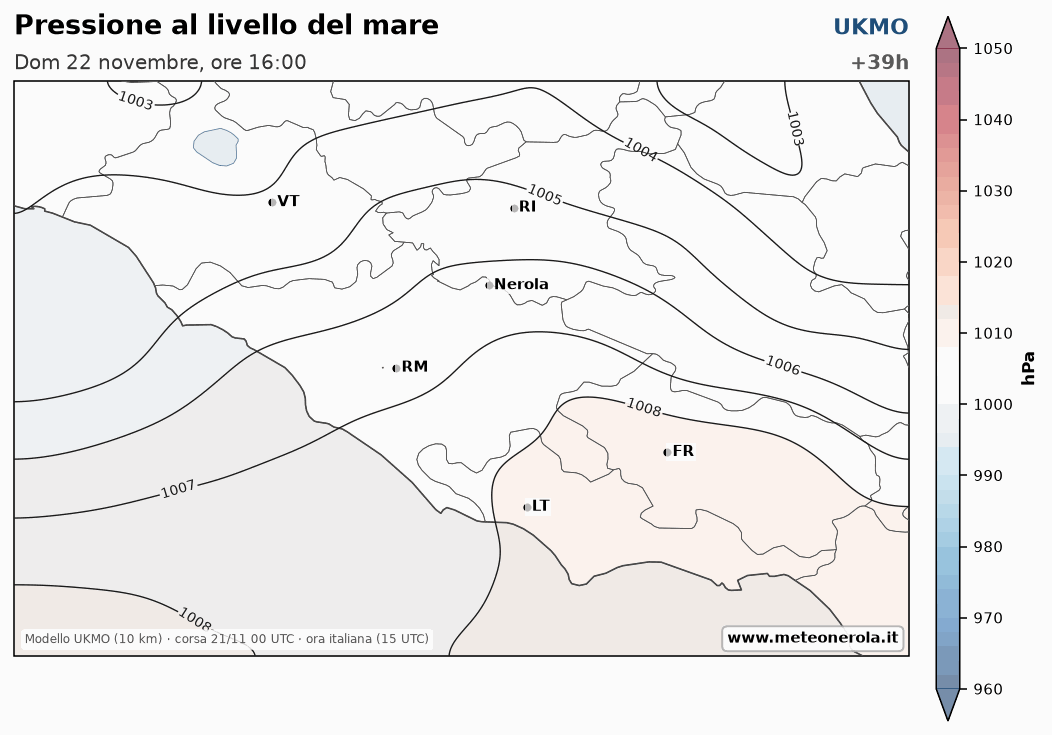 Pressione al livello del mare
UKMO
Dom 22 novembre, ore 16:00
+39h
1003
1003
1004
VT
1005
RI
Nerola
1006
RM
1008
FR
1007
LT
1008
Modello UKMO (10 km) · corsa 21/11 00 UTC · ora italiana (15 UTC)
www.meteonerola.it
1050
1040
1030
1020
1010
1000
990
980
970
960
hPa